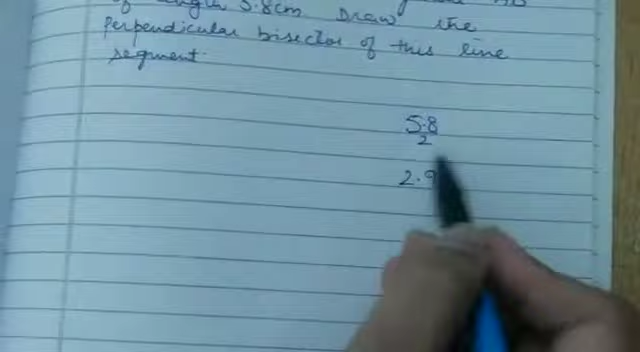 of length 5.8cm Draw the
perpendicular bisector of this line
segment.
5.8
2
2.9